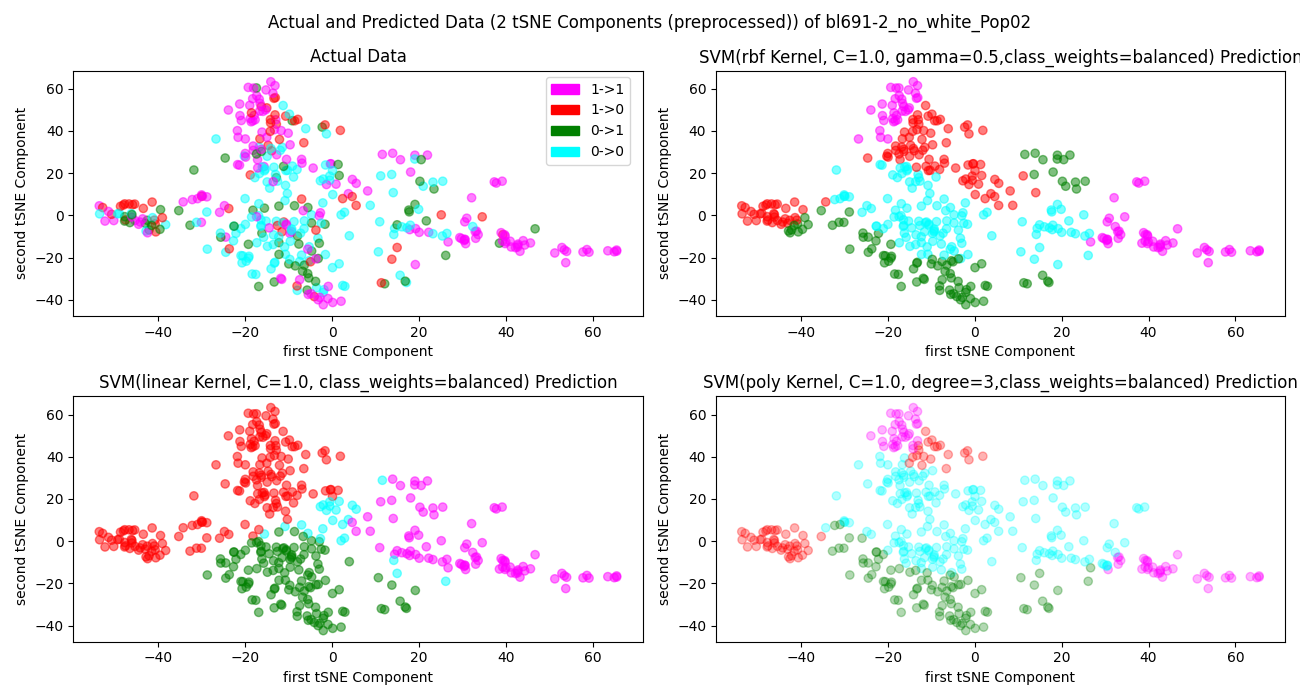 Actual and Predicted Data (2 tSNE Components (preprocessed)) of bl691-2_no_white_Pop02
Actual Data
second tSNE Component
60
40
20
0
−20
−40
1->1
1->0
0->1
0->0
−40 −20 0 20 40 60
first tSNE Component
SVM(rbf Kernel, C=1.0, gamma=0.5,class_weights=balanced) Prediction
second tSNE Component
60
40
20
0
−20
−40
−40 −20 0 20 40 60
first tSNE Component
SVM(linear Kernel, C=1.0, class_weights=balanced) Prediction
second tSNE Component
60
40
20
0
−20
−40
−40 −20 0 20 40 60
first tSNE Component
SVM(poly Kernel, C=1.0, degree=3,class_weights=balanced) Prediction
second tSNE Component
60
40
20
0
−20
−40
−40 −20 0 20 40 60
first tSNE Component